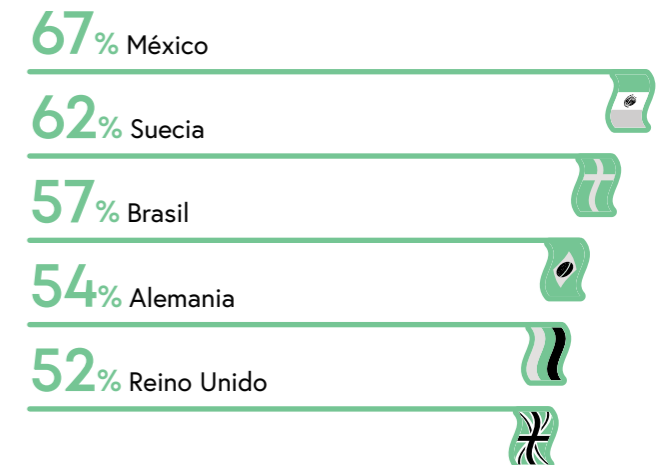 67% México
62% Suecia
57% Brasil
54% Alemania
52% Reino Unido